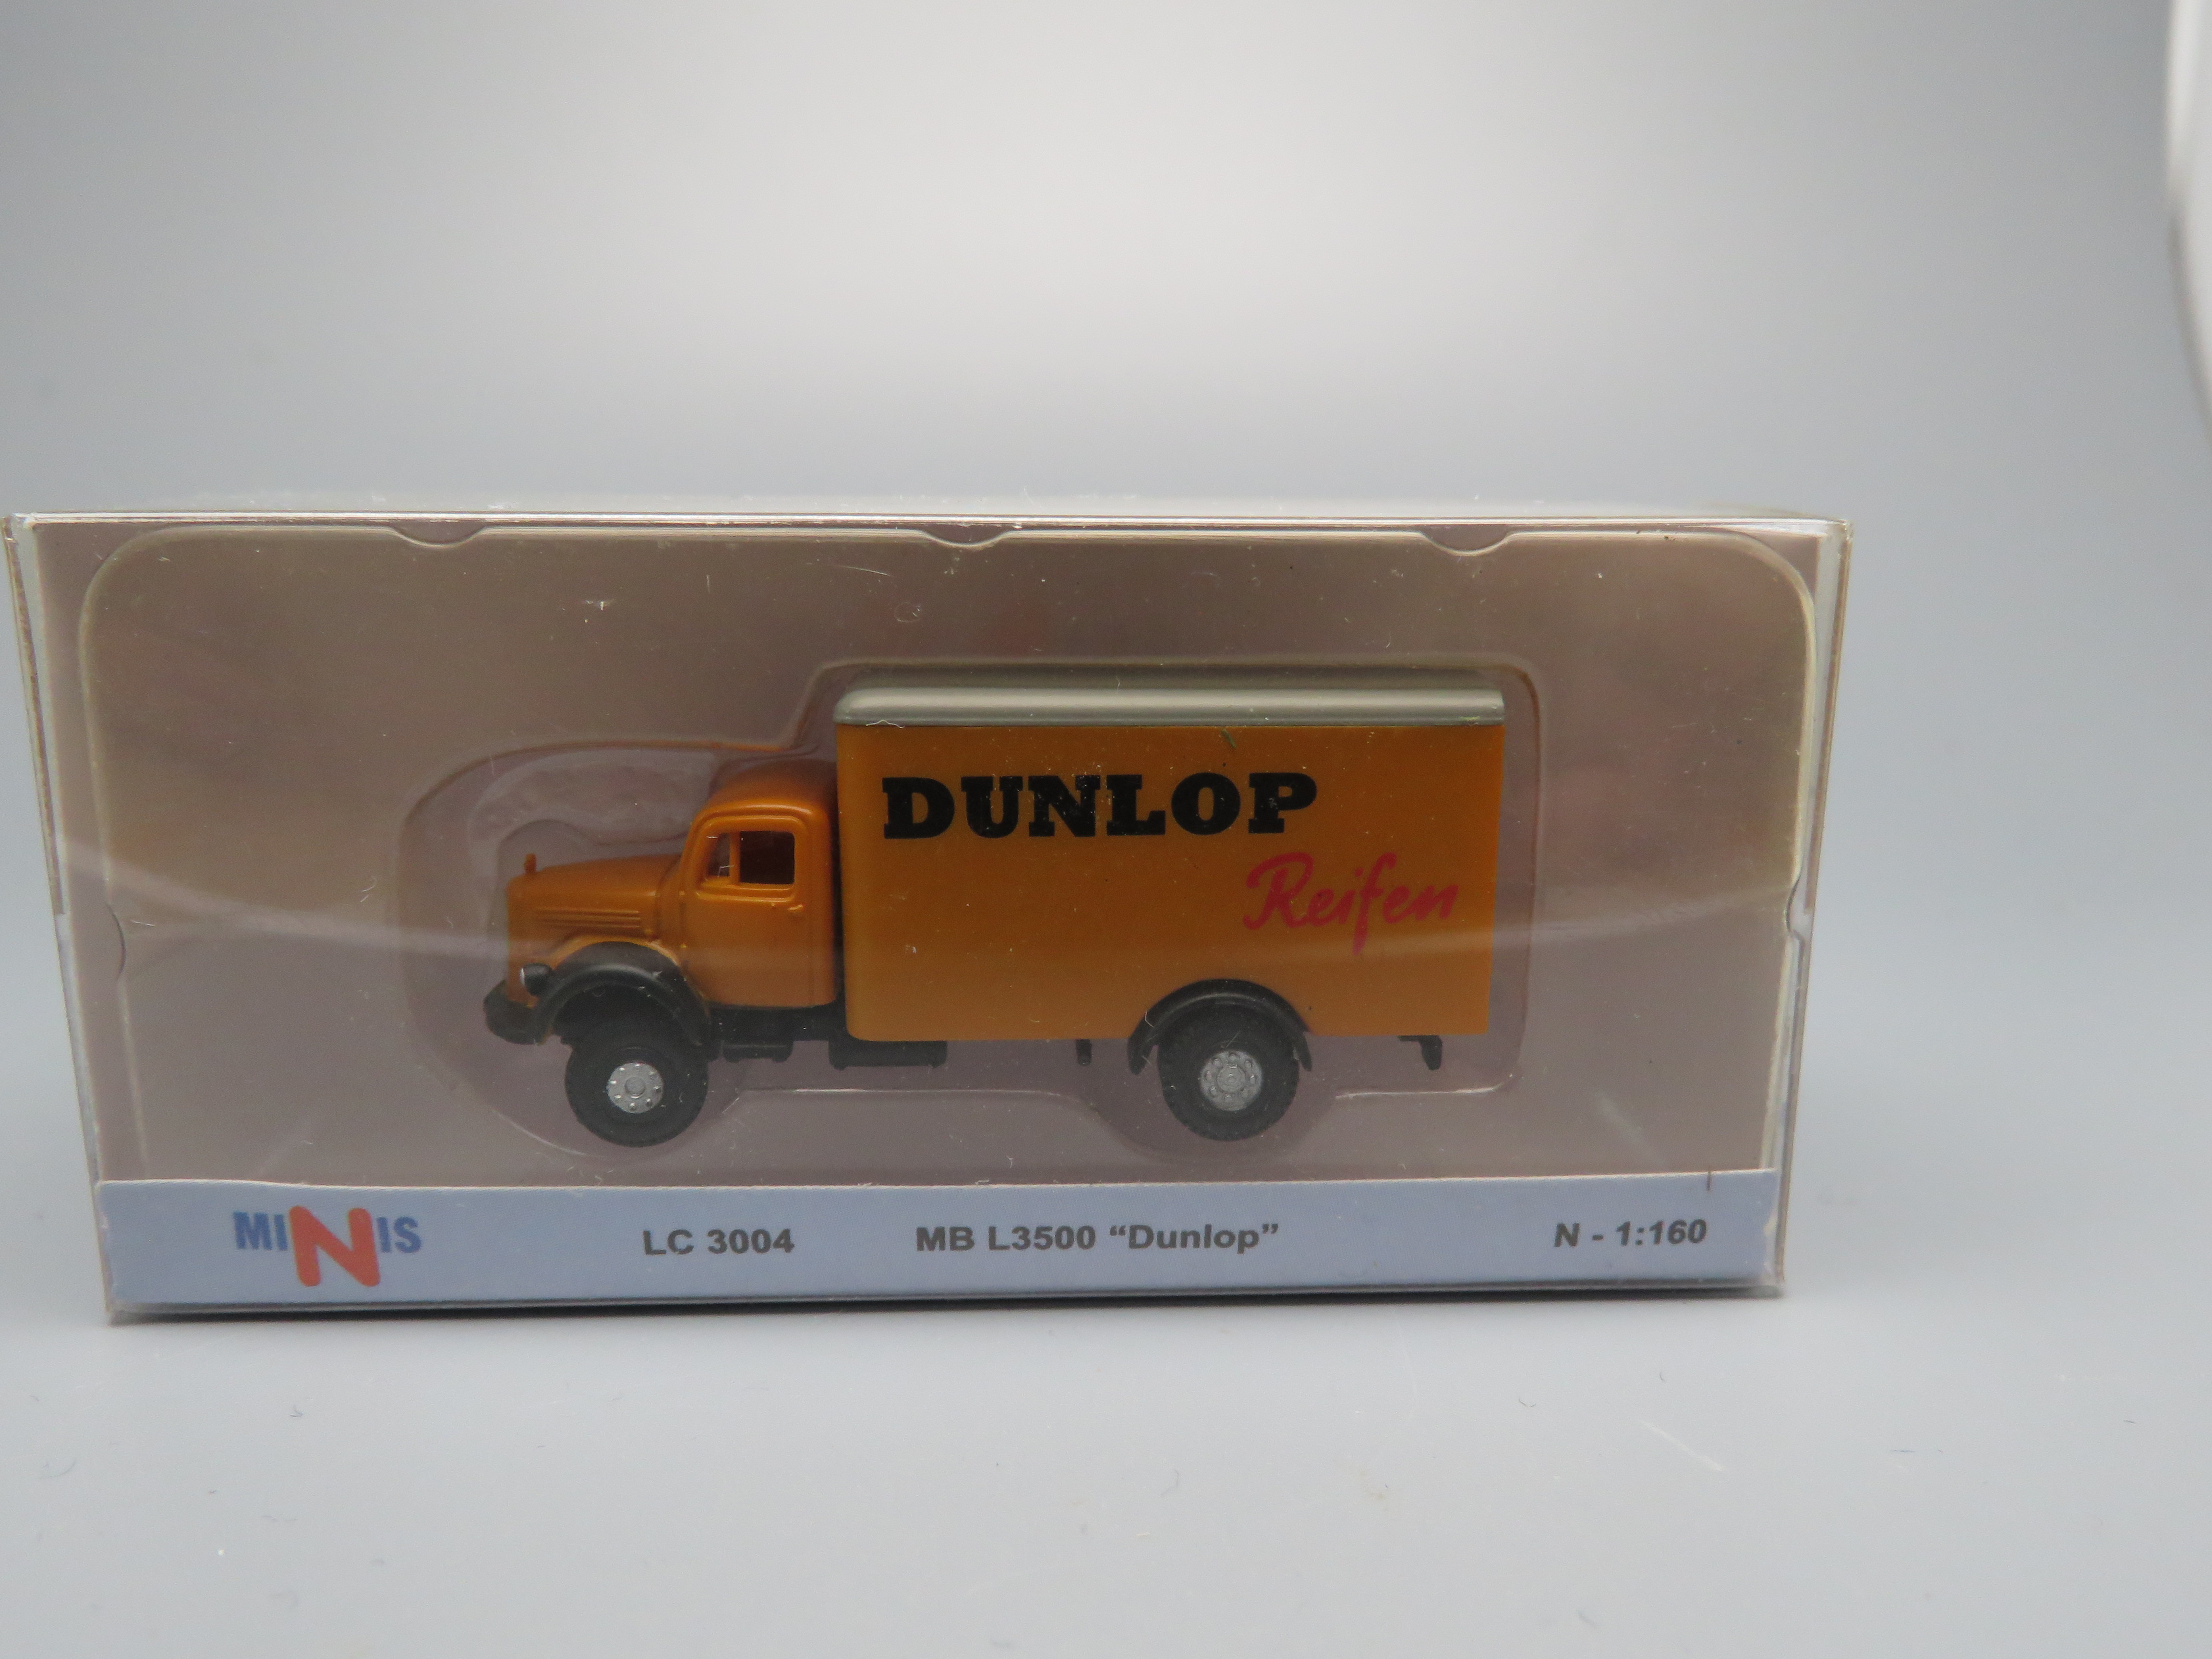 DUNLOP
Reifen
MINIS LC 3004 MB L3500 “Dunlop” N - 1:160